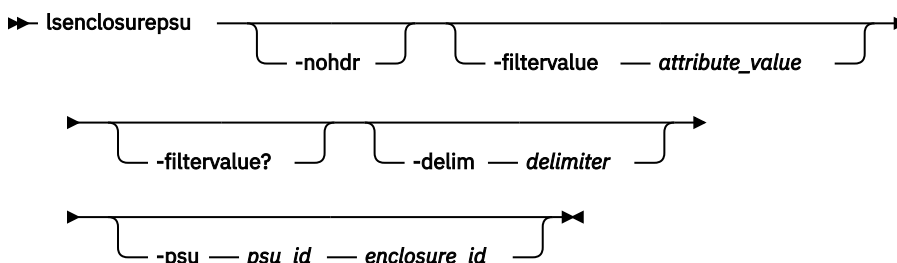 lsenclosurepsu
-nohdr -filtervalue attribute_value
-filtervalue? -delim delimiter
-psu psu_id enclosure_id